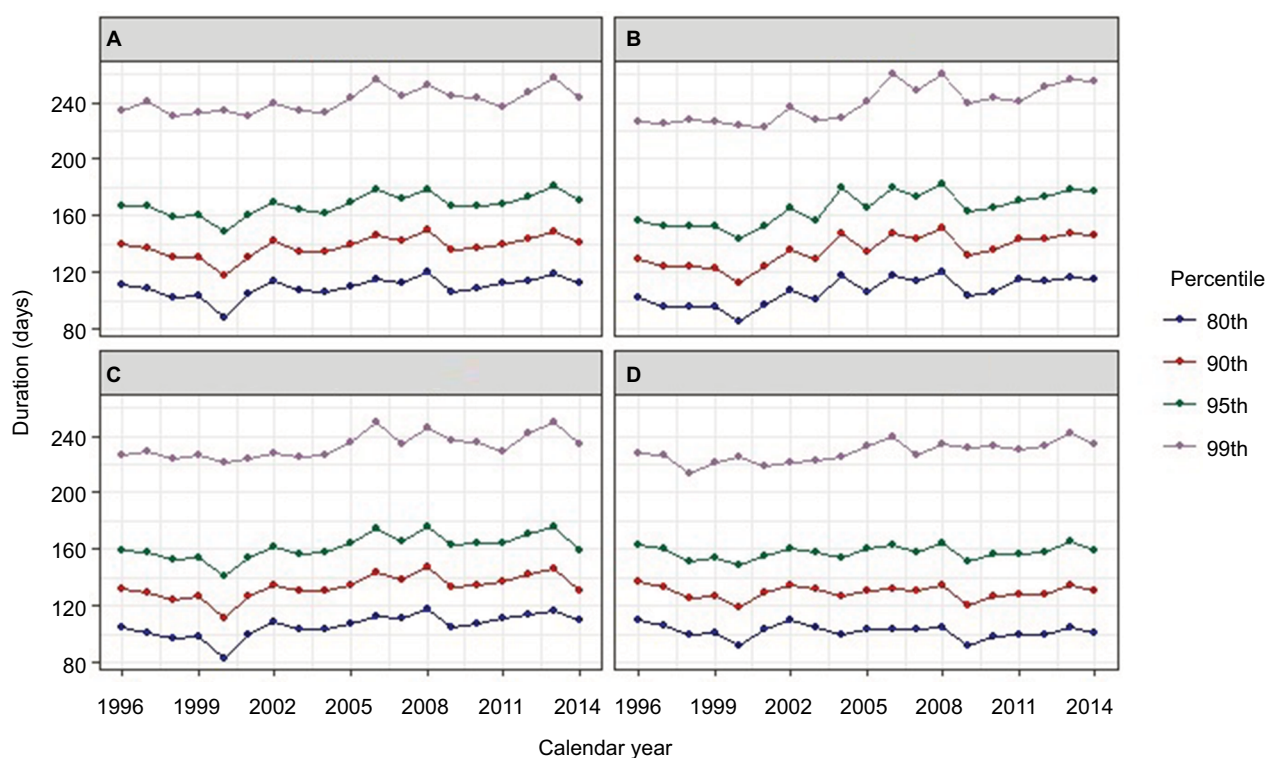 A
B
240
200
160
120
80
C
D
240
200
160
120
80
Duration (days)
1996 1999 2002 2005 2008 2011 2014
1996 1999 2002 2005 2008 2011 2014
Calendar year
Percentile
80th
90th
95th
99th